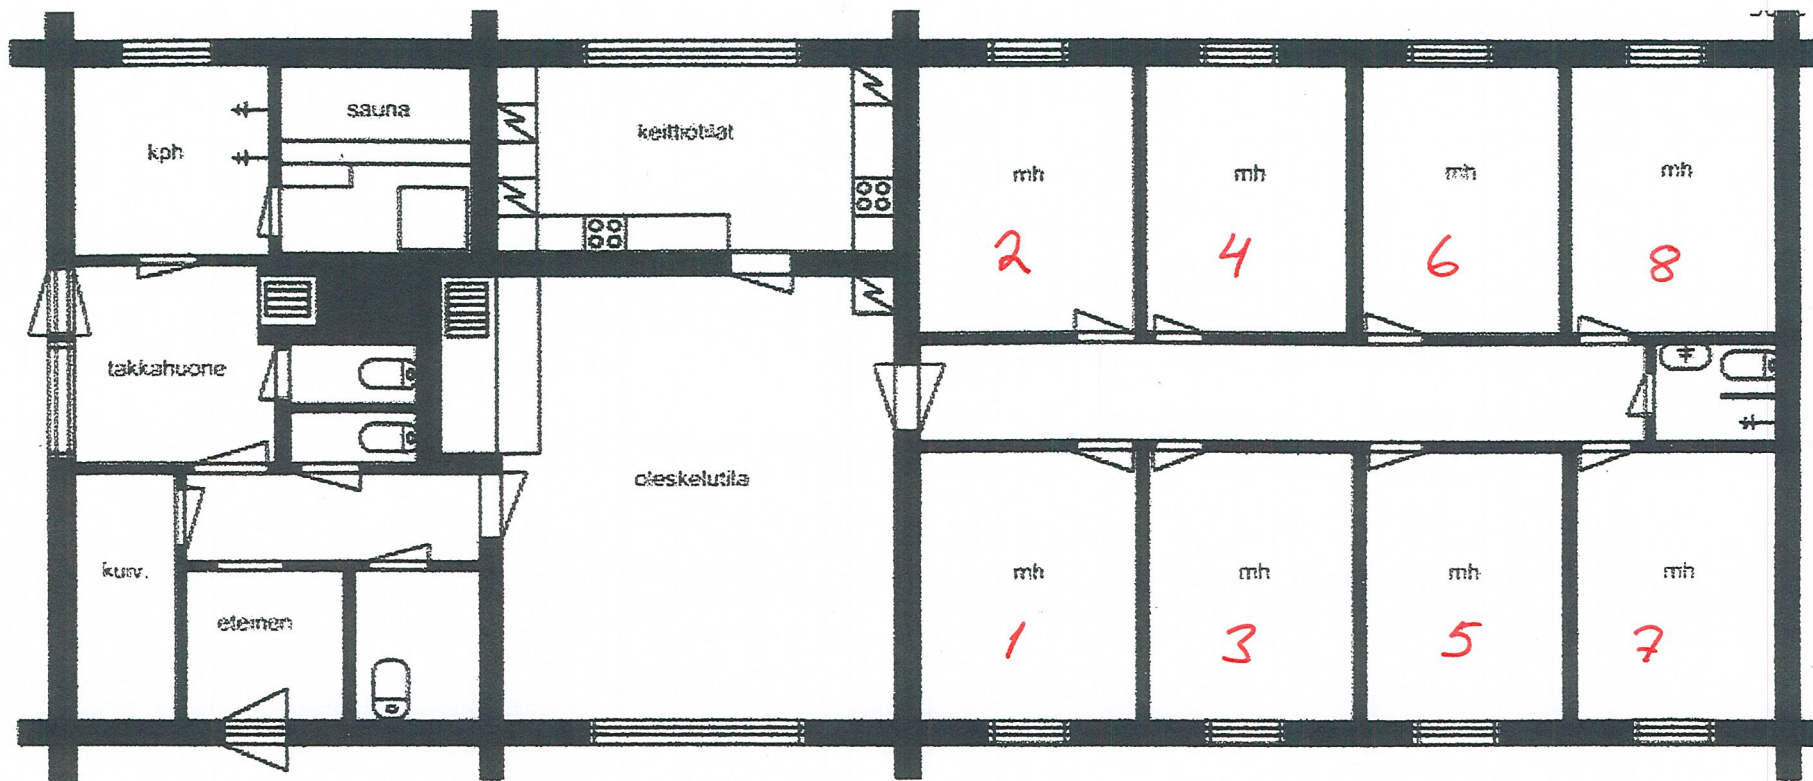 sauna
kph
keittiötilat
mh
mh
mh
mh
2
4
6
8
takkahuone
oleskelutila
kuiv.
eteinen
mh
mh
mh
mh
1
3
5
7